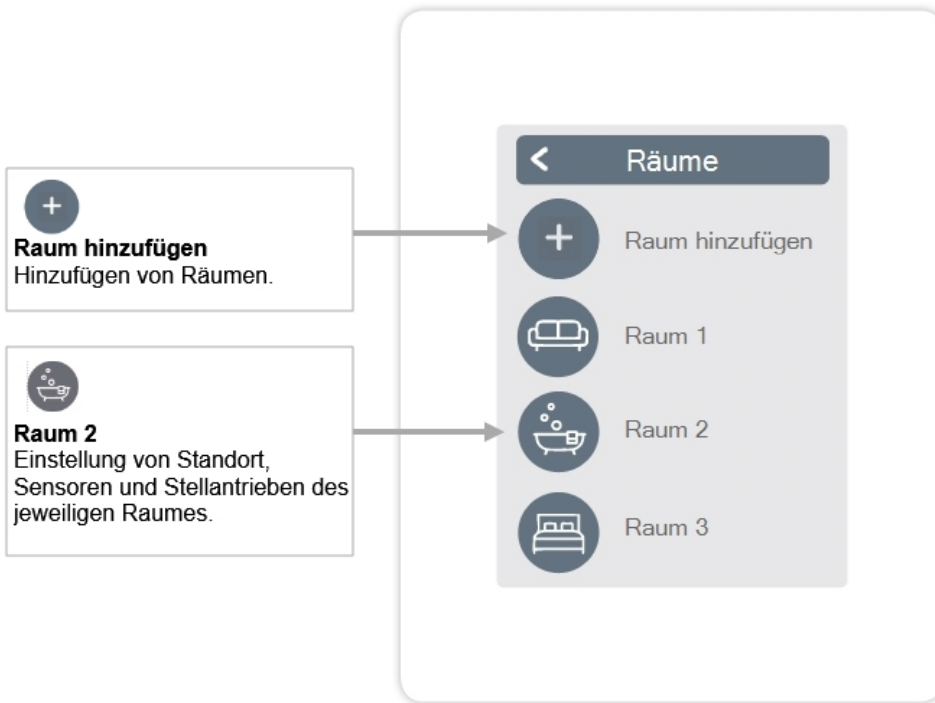 Raum hinzufügen
Hinzufügen von Räumen.
Raum 2
Einstellung von Standort,
Sensoren und Stellantrieben des
jeweiligen Raumes.
Räume
Raum hinzufügen
Raum 1
Raum 2
Raum 3